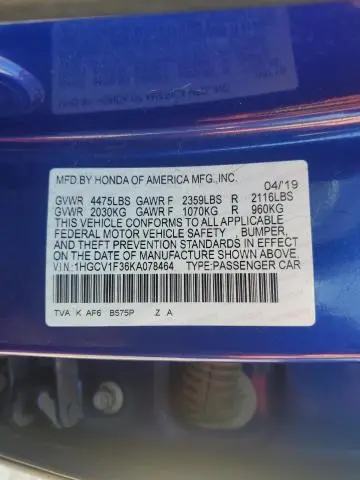 MFD.BY HONDA OF AMERICA MFG.,INC.
04/'19
GVWR 4475LBS GAWR F 2359LBS R 2116LBS
GVWR 2030KG GAWR F 1070KG R 960KG
THIS VEHICLE CONFORMS TO ALL APPLICABLE
FEDERAL MOTOR VEHICLE SAFETY, BUMPER,
AND THEFT PREVENTION STANDARDS IN EFFECT
ON THE DATE OF MANUFACTURE SHOWN ABOVE.
V.I.N:1HGCV1F36KA078464 TYPE:PASSENGER CAR
TVA K AF6 B575P Z A